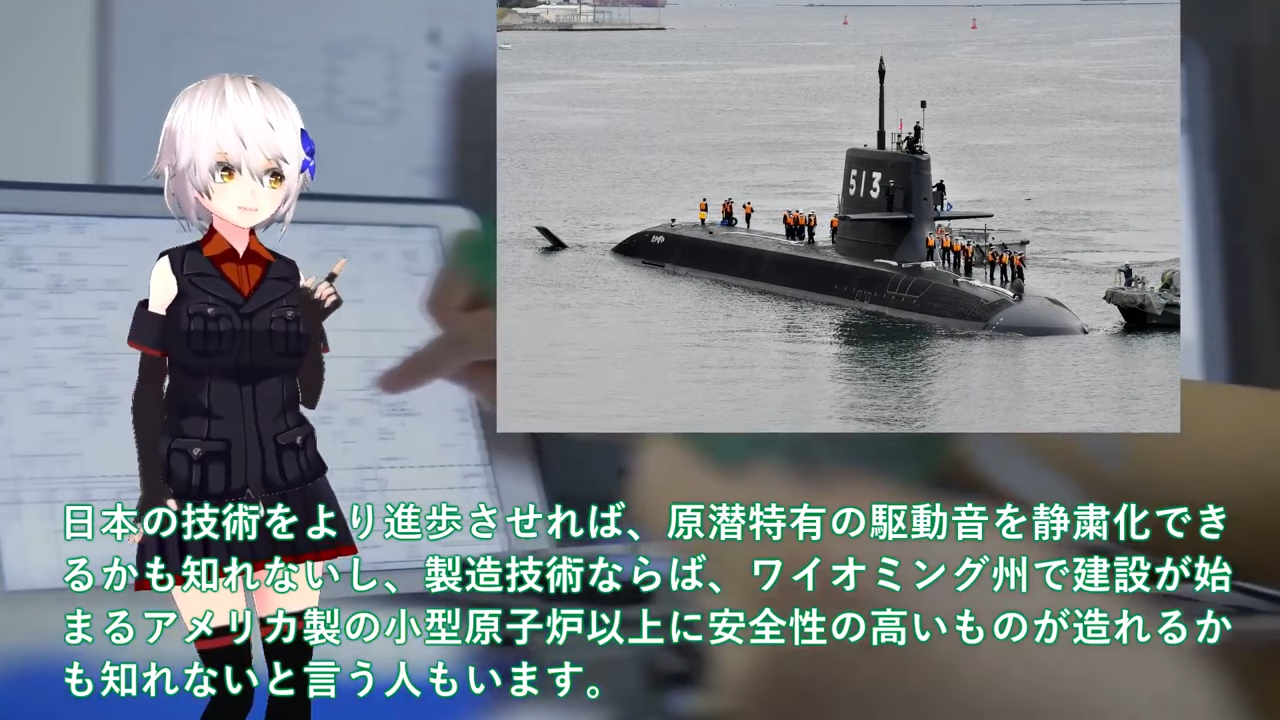 513
日本の技術をより進歩させれば、原潜特有の駆動音を静粛化でき
るかも知れないし、製造技術ならば、ワイオミング州で建設が始
まるアメリカ製の小型原子炉以上に安全性の高いものが造れるか
も知れないと言う人もいます。